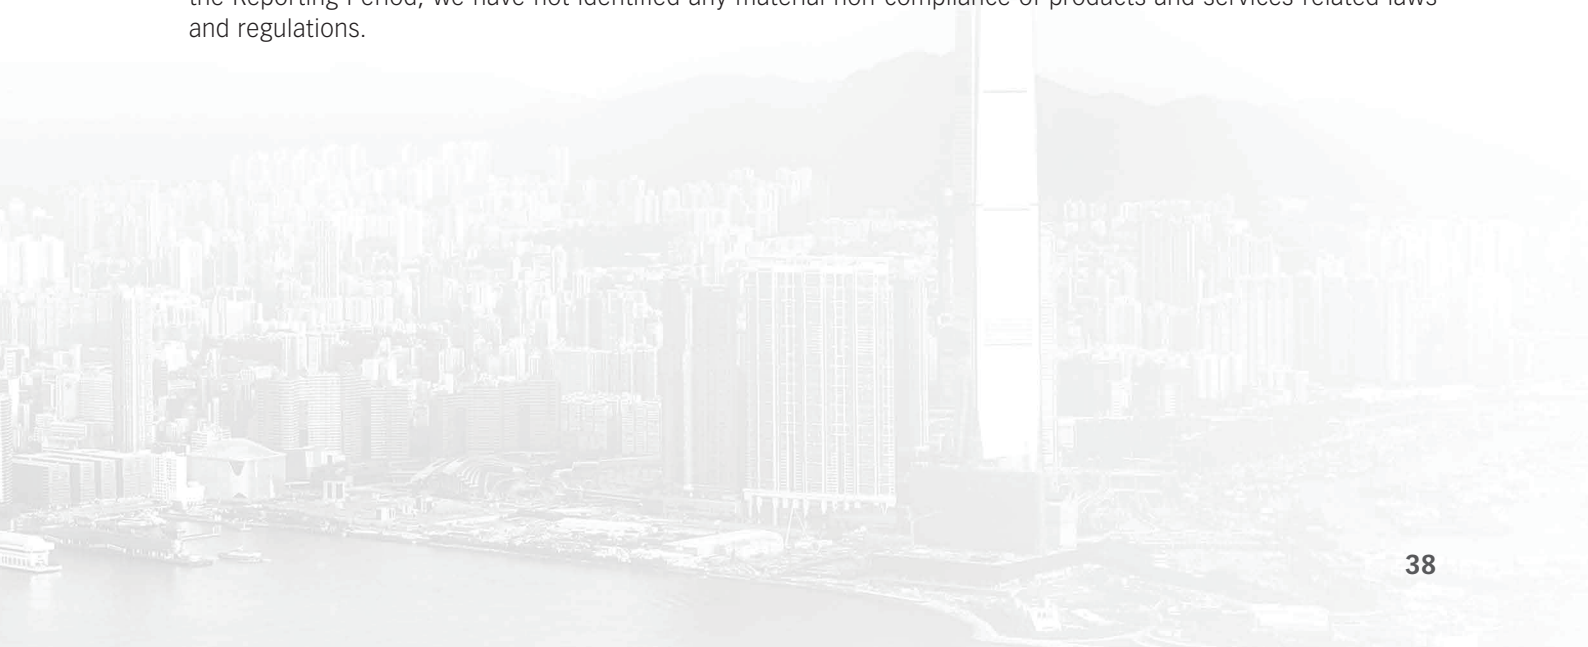 the Reporting Period, we have not identified any material non-compliance of products and services related laws
and regulations.
38